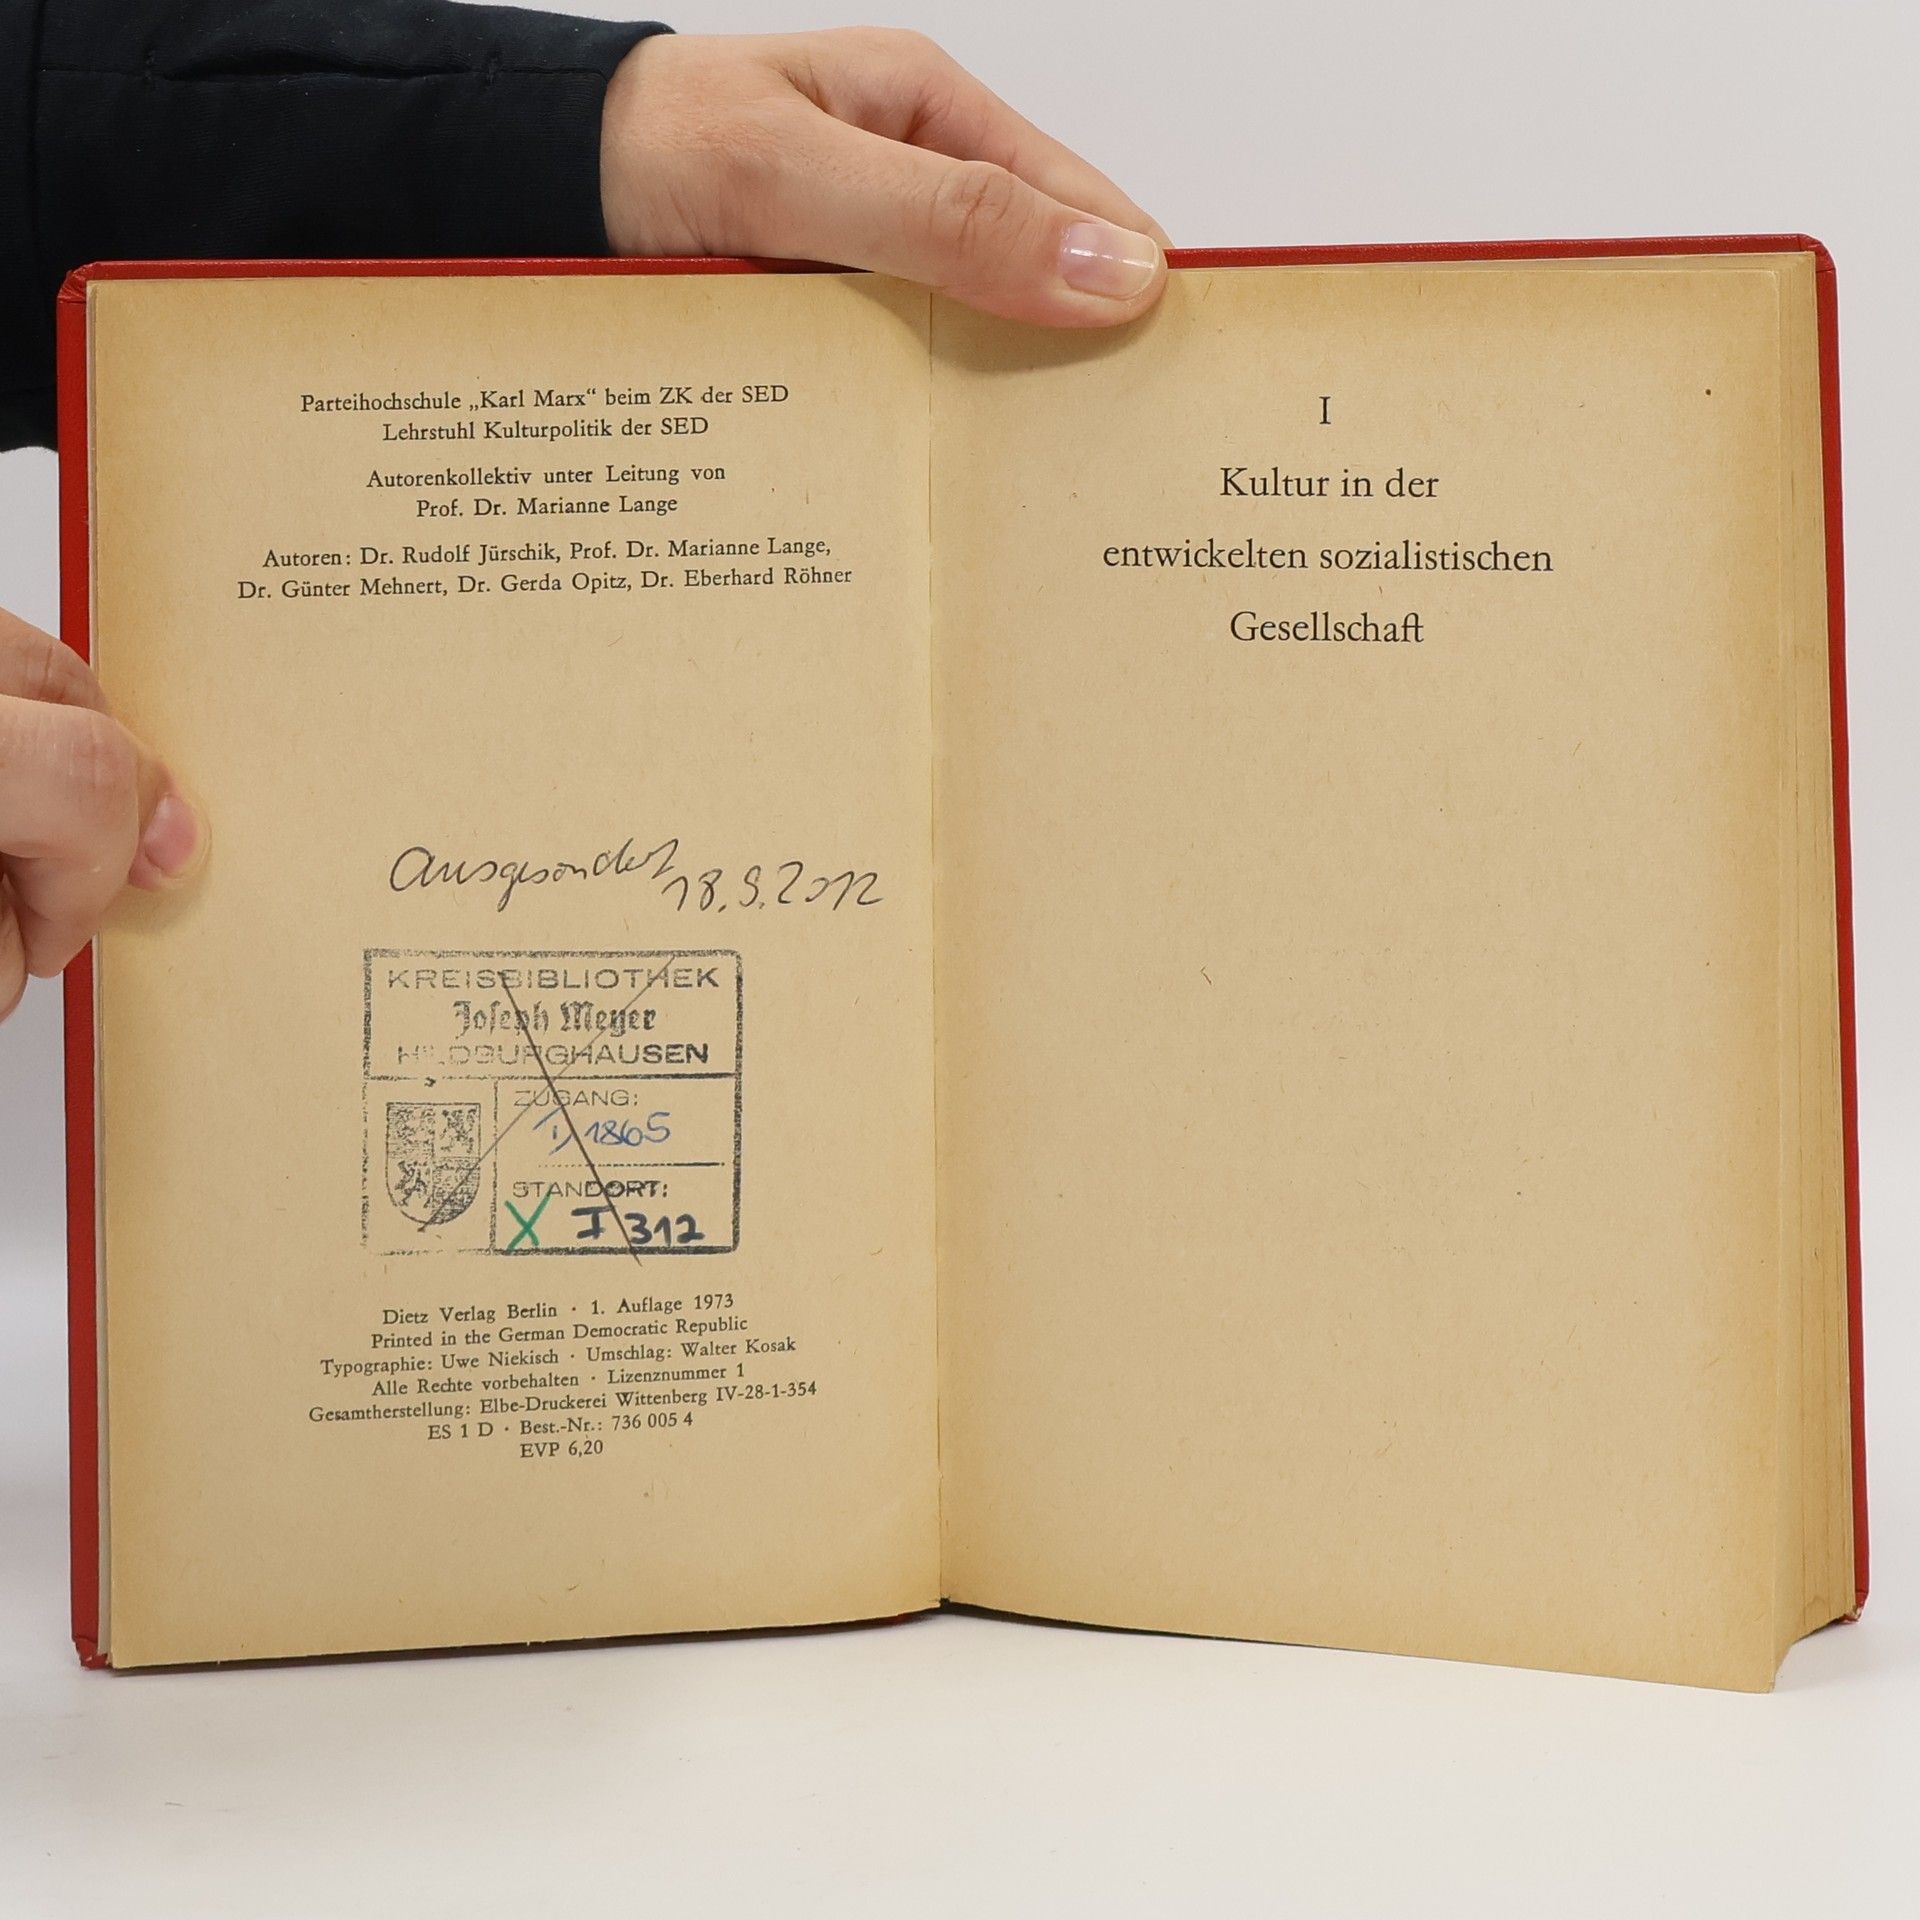 Parteihochschule „Karl Marx“ beim ZK der SED
Lehrstuhl Kulturpolitik der SED
Autorenkollektiv unter Leitung von
Prof. Dr. Marianne Lange
Autoren: Dr. Rudolf Jürschik, Prof. Dr. Marianne Lange,
Dr. Günter Mehnert, Dr. Gerda Opitz, Dr. Eberhard Röhner
Ausgesondert
18.9.2012
KREISBIBLIOTHEK
Joseph Meyer
HILDBURGHAUSEN
ZUGANG:
1865
STANDORT:
X I 312
Dietz Verlag Berlin · 1. Auflage 1973
Printed in the German Democratic Republic
Typographie: Uwe Niekisch · Umschlag: Walter Kosak
Alle Rechte vorbehalten · Lizenznummer 1
Gesamtherstellung: Elbe-Druckerei Wittenberg IV-28-1-354
ES 1 D · Best.-Nr.: 736 005 4
EVP 6,20
I
Kultur in der
entwickelten sozialistischen
Gesellschaft